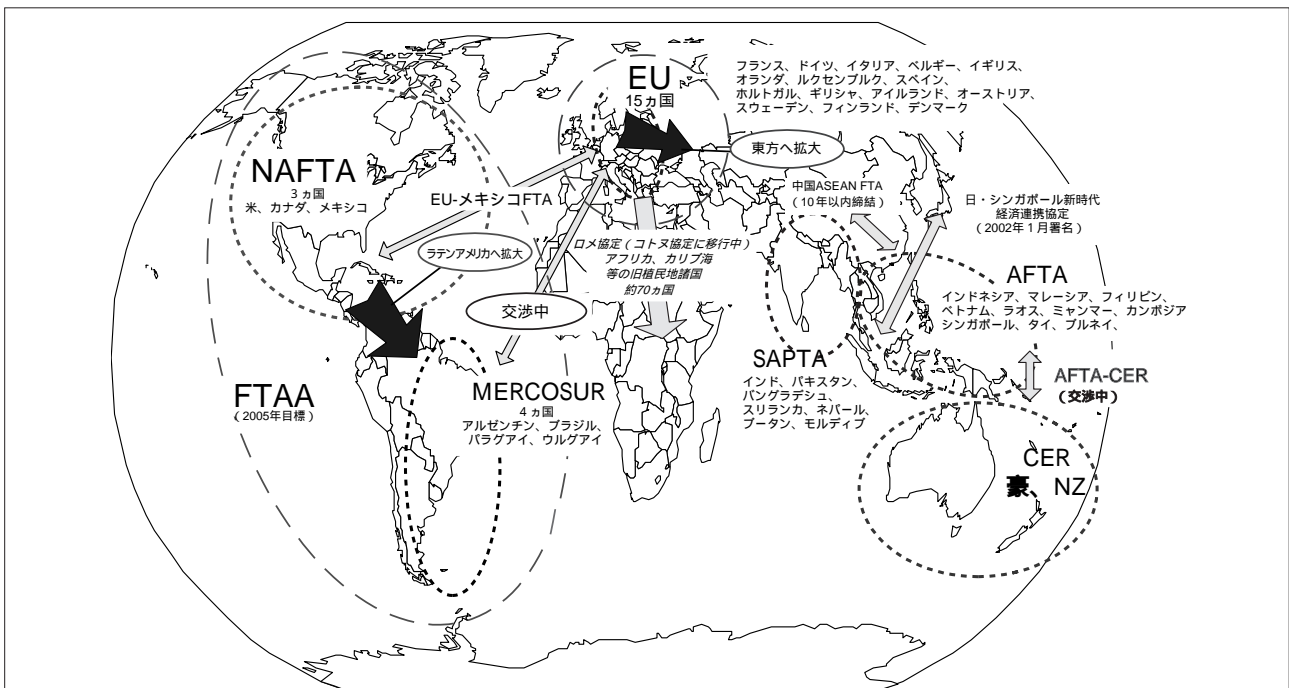 EU
15ヵ国
フランス、ドイツ、イタリア、ベルギー、イギリス、
オランダ、ルクセンブルク、スペイン、
ホルトガル、ギリシャ、アイルランド、オーストリア、
スウェーデン、フィンランド、デンマーク
東方へ拡大
NAFTA
3ヵ国
米、カナダ、メキシコ
EU-メキシコFTA
中国ASEAN FTA
(10年以内締結)
日・シンガポール新時代
経済連携協定
(2002年1月署名)
ラテンアメリカへ拡大
ロメ協定(コトヌ協定に移行中)
アフリカ、カリブ海
等の旧植民地諸国
約70ヵ国
交渉中
AFTA
インドネシア、マレーシア、フィリピン、
ベトナム、ラオス、ミャンマー、カンボジア
シンガポール、タイ、ブルネイ、
SAPTA
インド、パキスタン、
バングラデシュ、
スリランカ、ネパール、
ブータン、モルディブ
AFTA-CER
(交渉中)
FTAA
(2005年目標)
MERCOSUR
4ヵ国
アルゼンチン、ブラジル、
パラグアイ、ウルグアイ
CER
豪、NZ